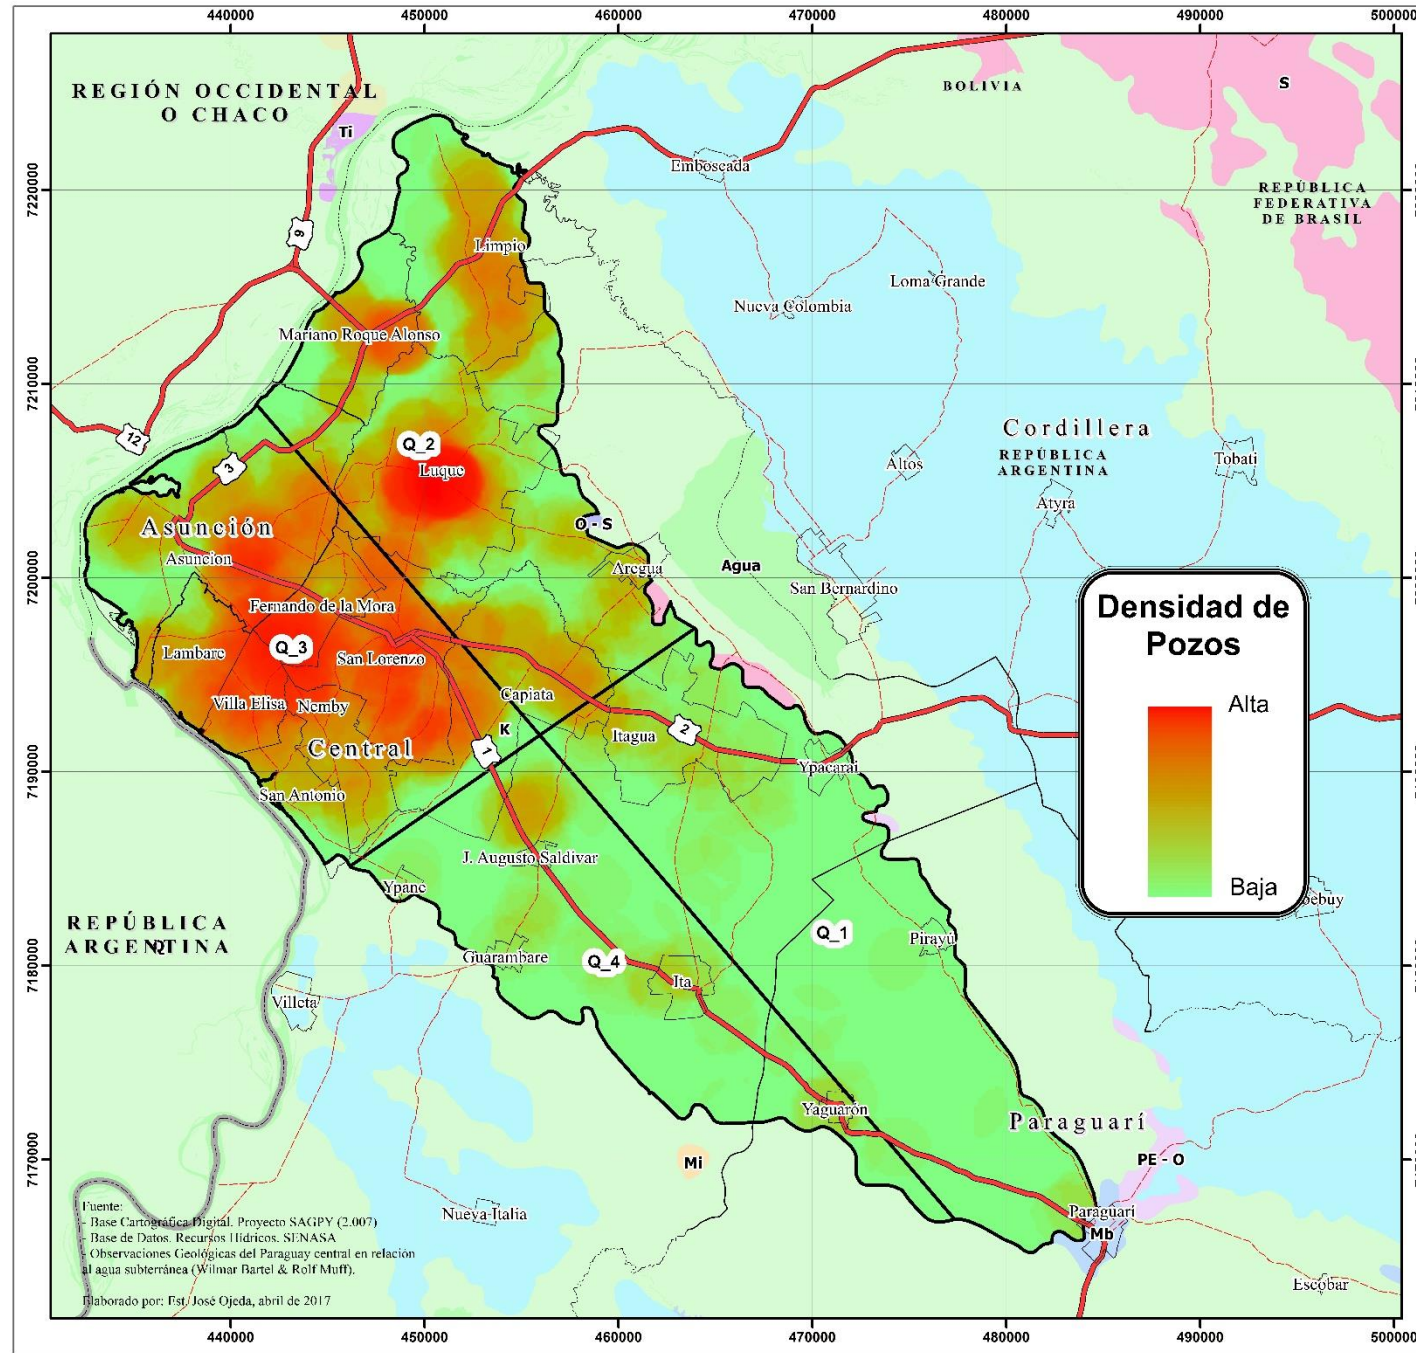 440000 450000 460000 470000 480000 490000 500000
REGIÓN OCCIDENTAL
O CHACO
Ti
BOLIVIA
S
Emboscada
7220000
REPÚBLICA
FEDERATIVA
DE BRASIL
9
Limpio
Loma Grande
Nueva Colombia
Mariano Roque Alonso
7210000
12
3
Q_2
Luque
Cordillera
REPÚBLICA
ARGENTINA
Altos
Tobati
Atyra
Asunción
O - S
Asuncion
Aregua
Agua
San Bernardino
7200000
Densidad de
Pozos
Alta
Baja
Fernando de la Mora
Q_3
Lambare
San Lorenzo
Villa Elisa
Nemby
Capiata
K
Central
1
Itagua
2
Ypacarai
7190000
San Antonio
J. Augusto Saldivar
Ypane
REPÚBLICA
ARGENTINA
Q
Q_1
Pirayú
Guarambare
Q_4
Ita
7180000
Villeta
Yaguarón
Paraguarí
7170000
Mi
PE - O
Paraguarí
Mb
Nueva Italia
Escobar
Fuente:
- Base Cartográfica Digital. Proyecto SAGPY (2.007)
- Base de Datos. Recursos Hídricos. SENASA
- Observaciones Geológicas del Paraguay central en relación
al agua subterránea (Wilmar Bartel & Rolf Muff).
Elaborado por: Est. José Ojeda, abril de 2017
440000 450000 460000 470000 480000 490000 500000